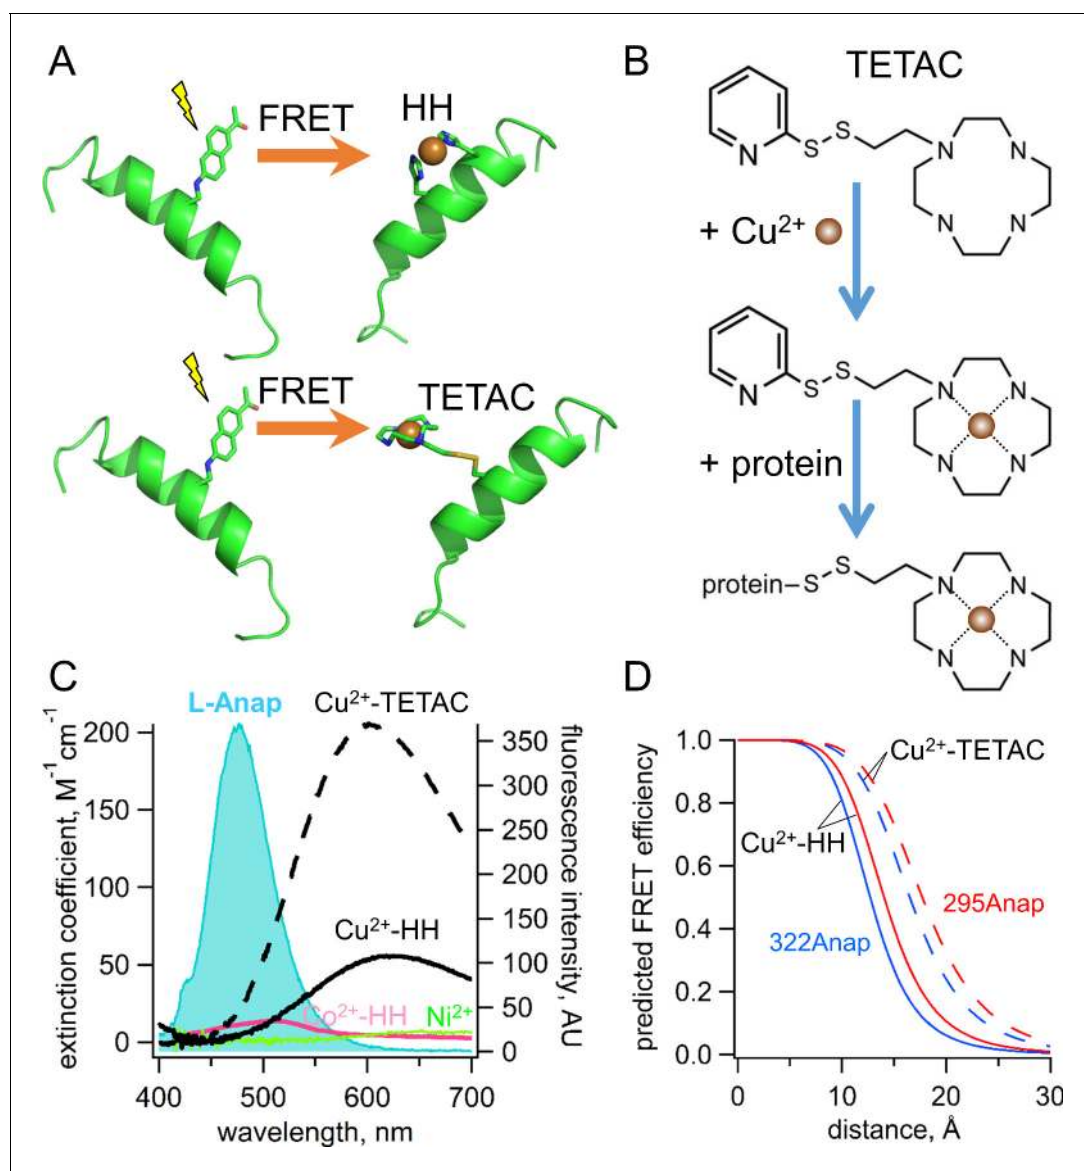 A
FRET
HH
FRET
TETAC
B
TETAC
N
S
S
N
N
N
N
+ Cu²⁺
N
S
S
N
N
N
N
+ protein
protein–S
S
N
N
N
N
C
L-Anap
Cu²⁺-TETAC
Cu²⁺-HH
Co²⁺-HH
Ni²⁺
extinction coefficient, M⁻¹ cm⁻¹
200
150
100
50
0
fluorescence intensity, AU
350
300
250
200
150
100
50
0
400
500
600
700
wavelength, nm
D
Cu²⁺-TETAC
Cu²⁺-HH
295Anap
322Anap
predicted FRET efficiency
1.0
0.8
0.6
0.4
0.2
0.0
0
10
20
30
distance, Å